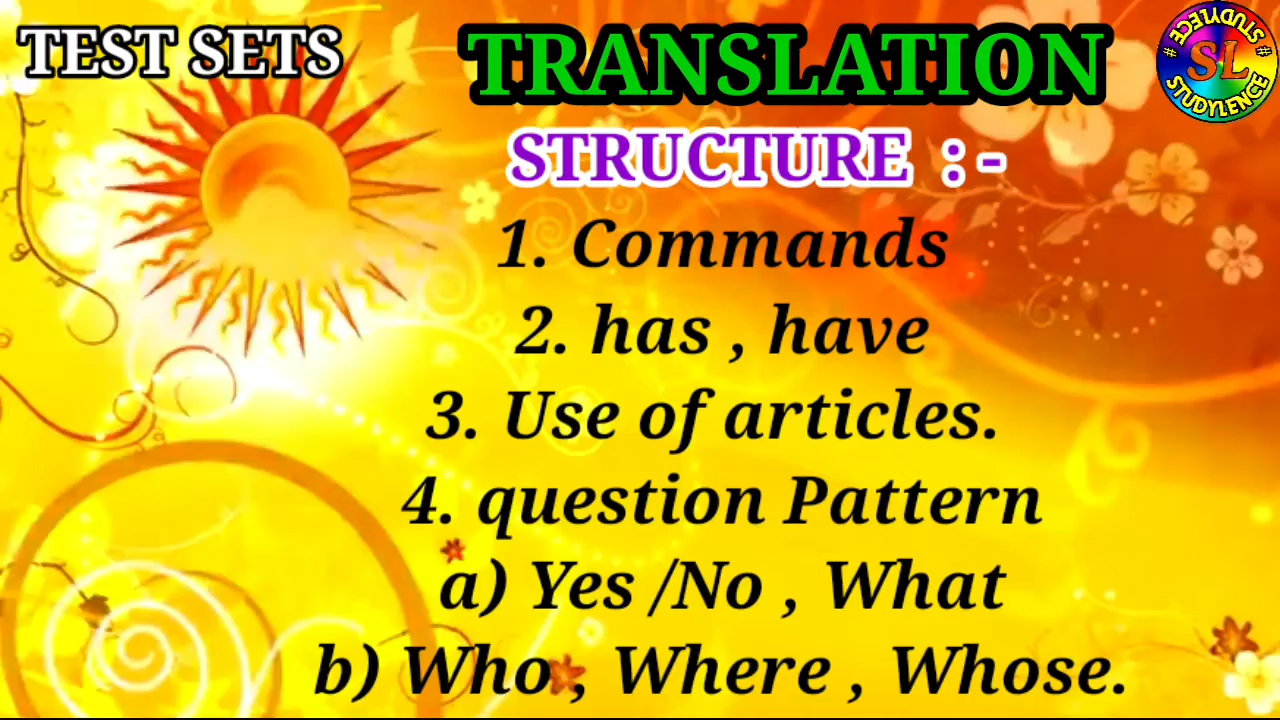 TEST SETS
TRANSLATION
STUDYLECE
# SL #
STUDYLENCE
STRUCTURE : -
1. Commands
2. has , have
3. Use of articles.
4. question Pattern
a) Yes /No , What
b) Who , Where , Whose.